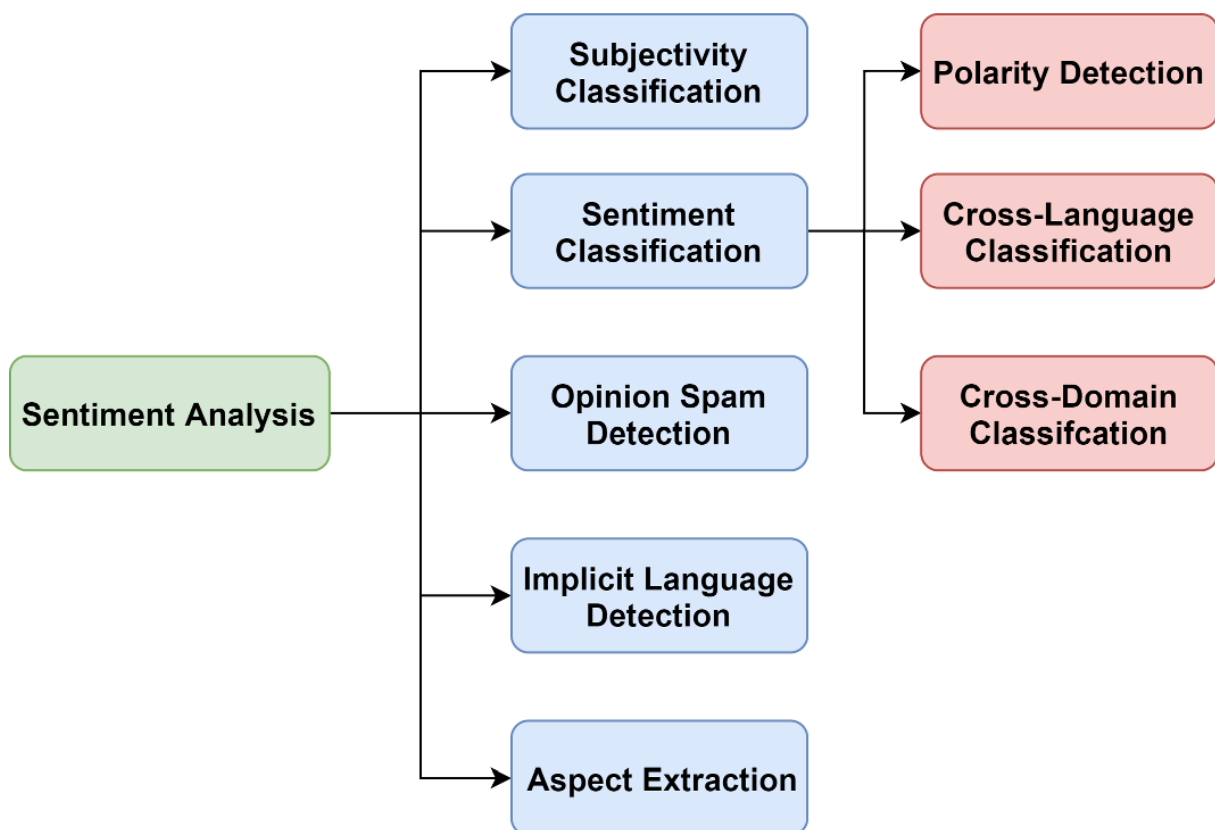 Sentiment Analysis
Subjectivity
Classification
Sentiment
Classification
Opinion Spam
Detection
Implicit Language
Detection
Aspect Extraction
Polarity Detection
Cross-Language
Classification
Cross-Domain
Classifcation